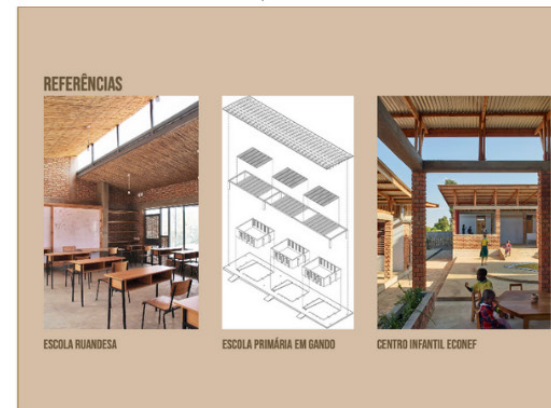 REFERÊNCIAS
ESCOLA RUANDESA
ESCOLA PRIMÁRIA EM GANDO
CENTRO INFANTIL ECONEF